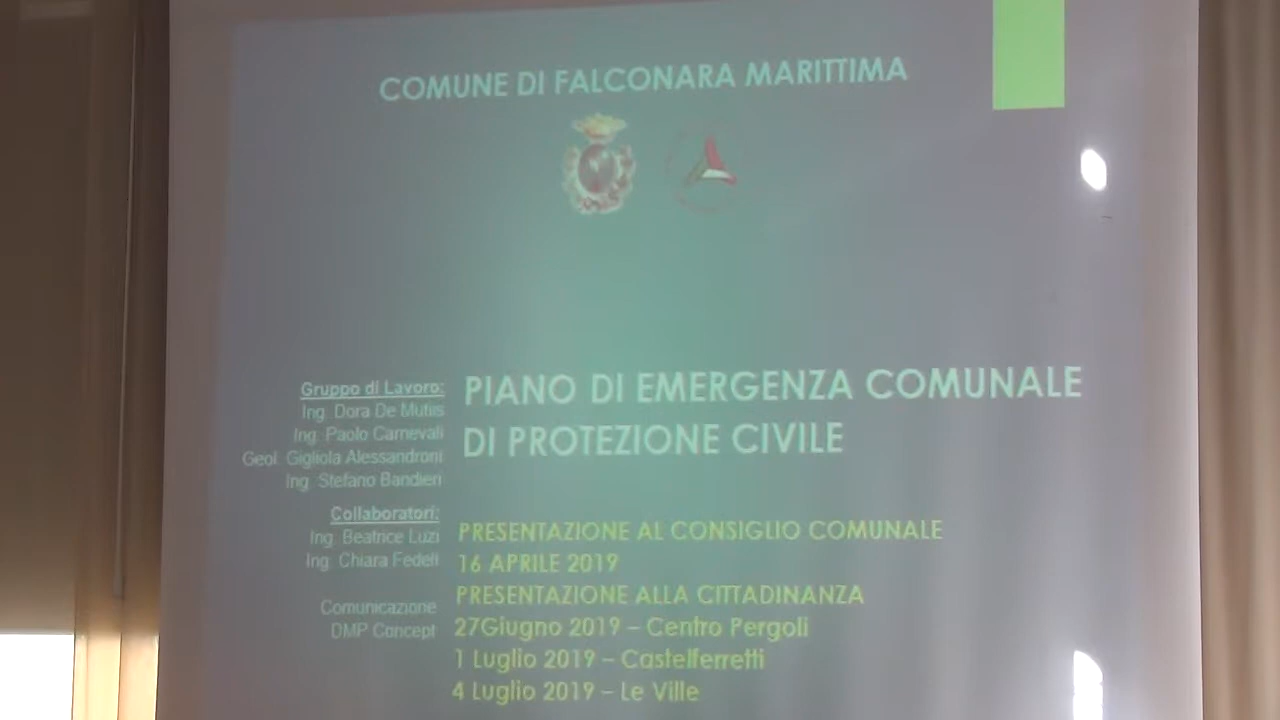 COMUNE DI FALCONARA MARITTIMA
PIANO DI EMERGENZA COMUNALE
DI PROTEZIONE CIVILE
Gruppo di Lavoro:
Ing. Dora De Mutiis
Ing. Paolo Carnevali
Geol. Gigliola Alessandroni
Ing. Stefano Bandieri
Collaboratori:
Ing. Beatrice Luzi
Ing. Chiara Fedeli
Comunicazione
DMP Concept
PRESENTAZIONE AL CONSIGLIO COMUNALE
16 APRILE 2019
PRESENTAZIONE ALLA CITTADINANZA
27Giugno 2019 – Centro Pergoli
1 Luglio 2019 – Castelferretti
4 Luglio 2019 – Le Ville